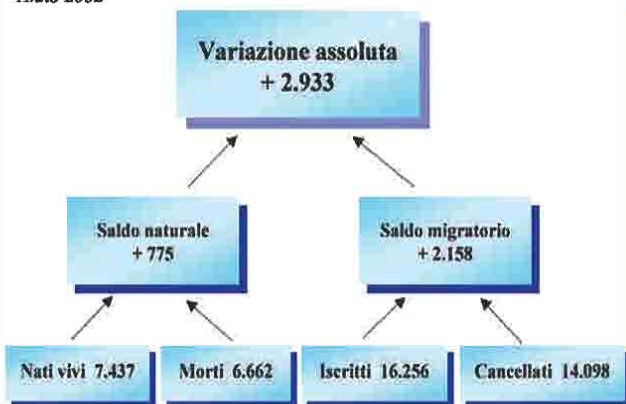 Variazione assoluta
+ 2.933
Saldo naturale
+ 775
Saldo migratorio
+ 2.158
Nati vivi 7.437
Morti 6.662
Iscritti 16.256
Cancellati 14.098